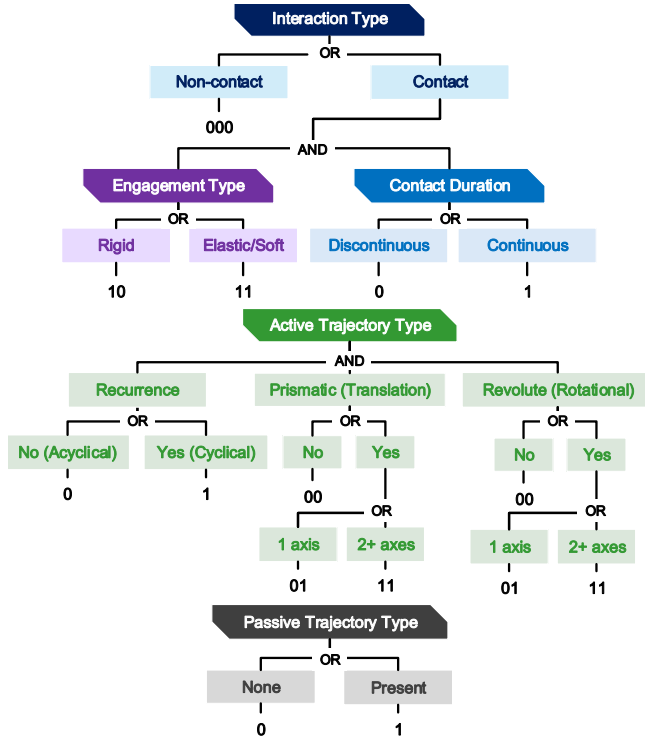 Interaction Type
OR
Non-contact Contact
000
AND
Engagement Type Contact Duration
OR OR
Rigid Elastic/Soft Discontinuous Continuous
10 11 0 1
Active Trajectory Type
AND
Recurrence Prismatic (Translation) Revolute (Rotational)
OR OR OR
No (Acyclical) Yes (Cyclical) No Yes No Yes
0 1 00 00
OR OR
1 axis 2+ axes 1 axis 2+ axes
01 11 01 11
Passive Trajectory Type
OR
None Present
0 1